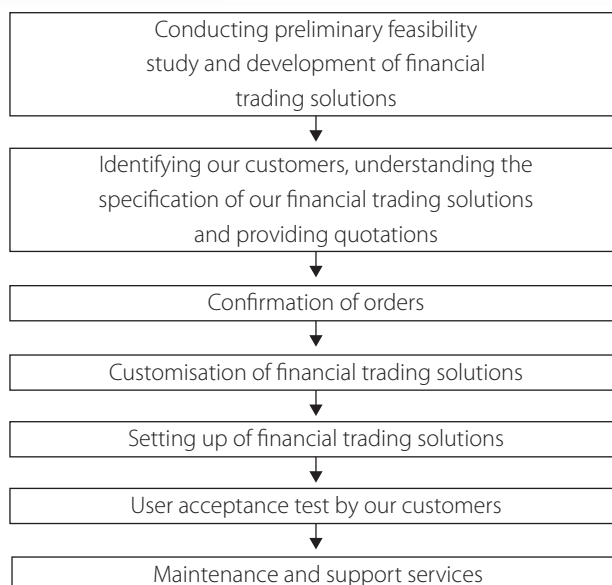 Conducting preliminary feasibility
study and development of financial
trading solutions
Identifying our customers, understanding the
specification of our financial trading solutions
and providing quotations
Confirmation of orders
Customisation of financial trading solutions
Setting up of financial trading solutions
User acceptance test by our customers
Maintenance and support services